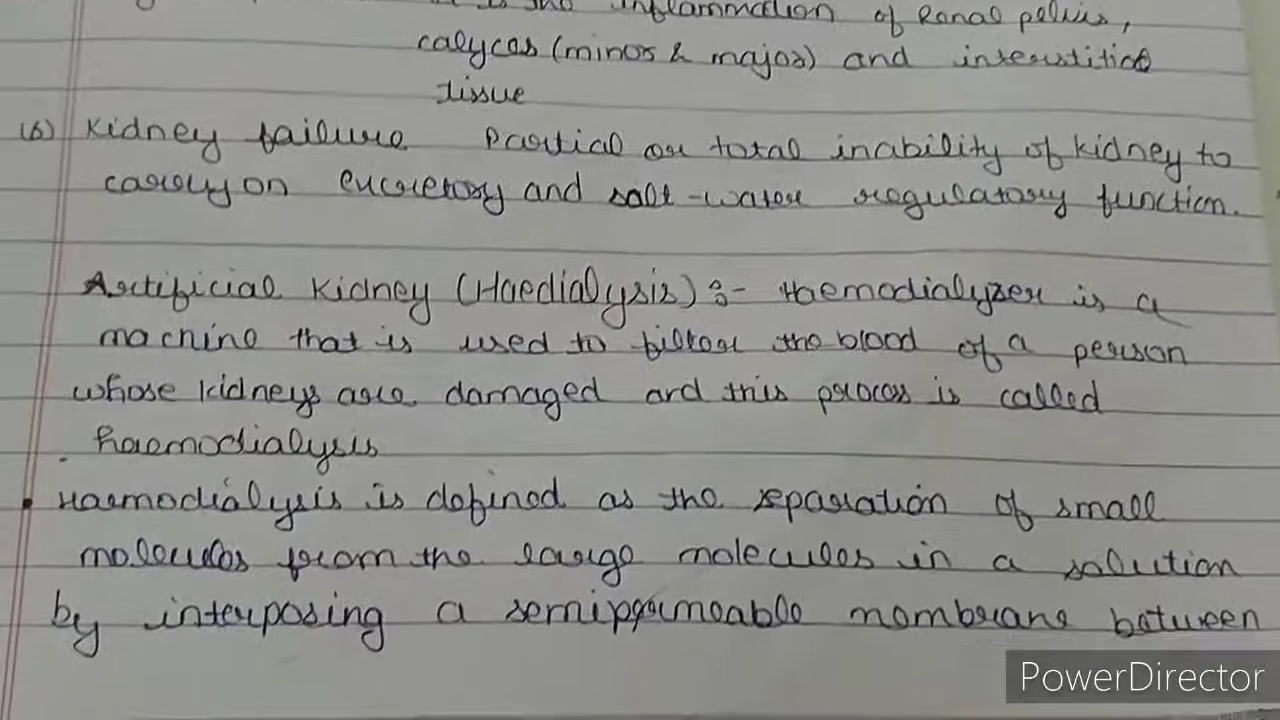 it is the inflammation of Renal pelvis,
calyces (minor & major) and interstitial
tissue
(6) Kidney failure Partial or total inability of kidney to
carry on excretory and salt-water regulatory function.
Artificial Kidney (Haedialysis) :- Haemodialyzer is a
machine that is used to filter the blood of a person
whose kidneys are damaged and this process is called
haemodialysis
• Haemodialysis is defined as the separation of small
molecules from the large molecules in a solution
by interposing a semippermeable membrane between
PowerDirector